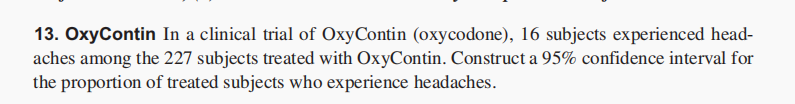 13. OxyContin In a clinical trial of OxyContin (oxycodone), 16 subjects experienced head-
aches among the 227 subjects treated with OxyContin. Construct a 95% confidence interval for
the proportion of treated subjects who experience headaches.